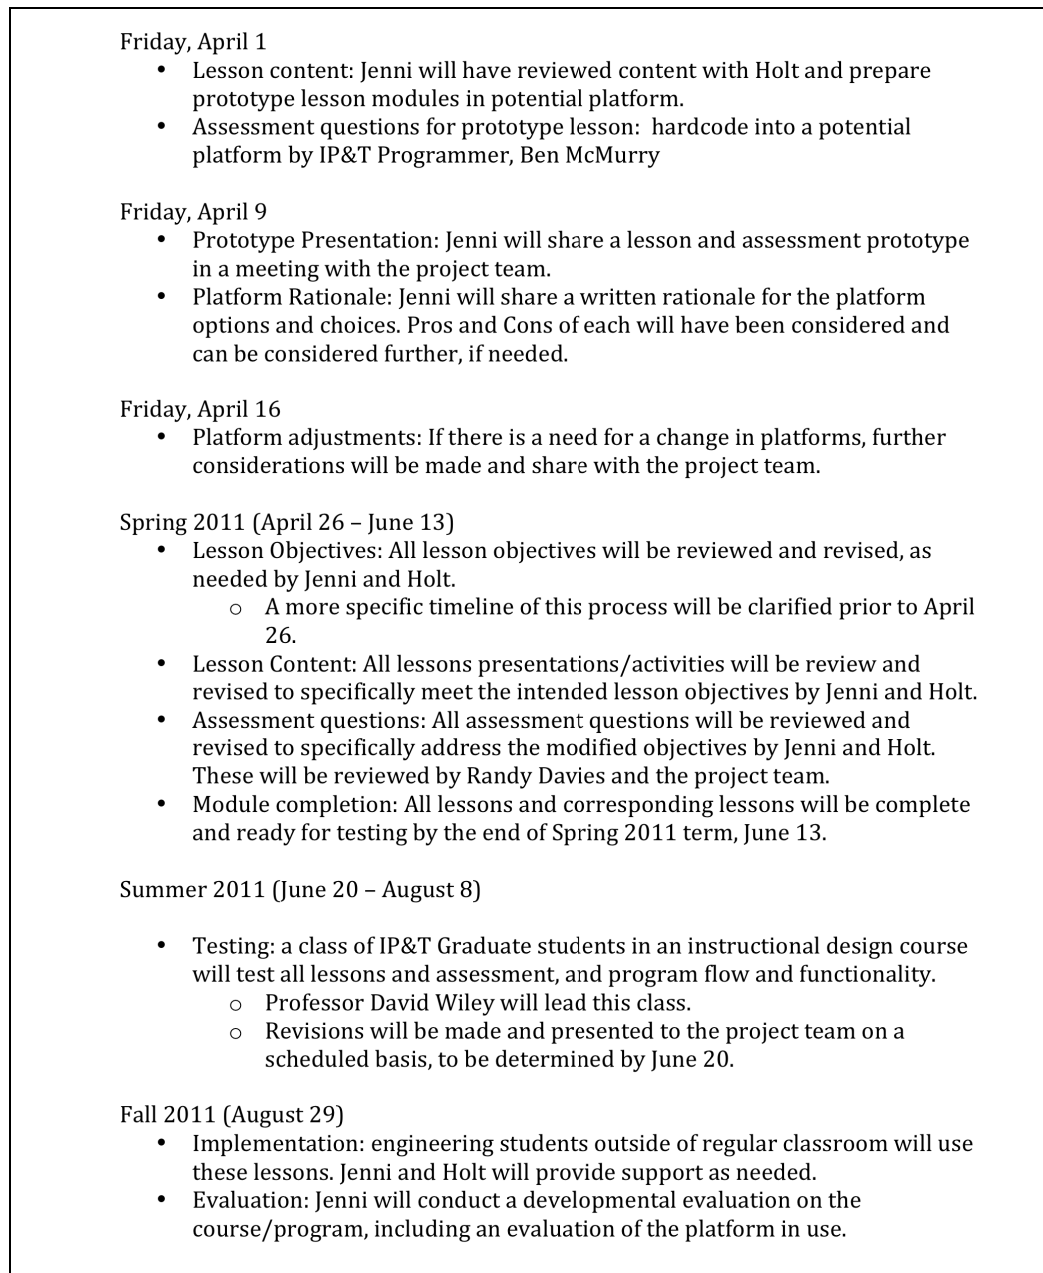 Friday, April 1
• Lesson content: Jenni will have reviewed content with Holt and prepare
prototype lesson modules in potential platform.
• Assessment questions for prototype lesson:  hardcode into a potential
platform by IP&T Programmer, Ben McMurry
Friday, April 9
• Prototype Presentation: Jenni will share a lesson and assessment prototype
in a meeting with the project team.
• Platform Rationale: Jenni will share a written rationale for the platform
options and choices. Pros and Cons of each will have been considered and
can be considered further, if needed.
Friday, April 16
• Platform adjustments: If there is a need for a change in platforms, further
considerations will be made and share with the project team.
Spring 2011 (April 26 – June 13)
• Lesson Objectives: All lesson objectives will be reviewed and revised, as
needed by Jenni and Holt.
o A more specific timeline of this process will be clarified prior to April
26.
• Lesson Content: All lessons presentations/activities will be review and
revised to specifically meet the intended lesson objectives by Jenni and Holt.
• Assessment questions: All assessment questions will be reviewed and
revised to specifically address the modified objectives by Jenni and Holt.
These will be reviewed by Randy Davies and the project team.
• Module completion: All lessons and corresponding lessons will be complete
and ready for testing by the end of Spring 2011 term, June 13.
Summer 2011 (June 20 – August 8)
• Testing: a class of IP&T Graduate students in an instructional design course
will test all lessons and assessment, and program flow and functionality.
o Professor David Wiley will lead this class.
o Revisions will be made and presented to the project team on a
scheduled basis, to be determined by June 20.
Fall 2011 (August 29)
• Implementation: engineering students outside of regular classroom will use
these lessons. Jenni and Holt will provide support as needed.
• Evaluation: Jenni will conduct a developmental evaluation on the
course/program, including an evaluation of the platform in use.